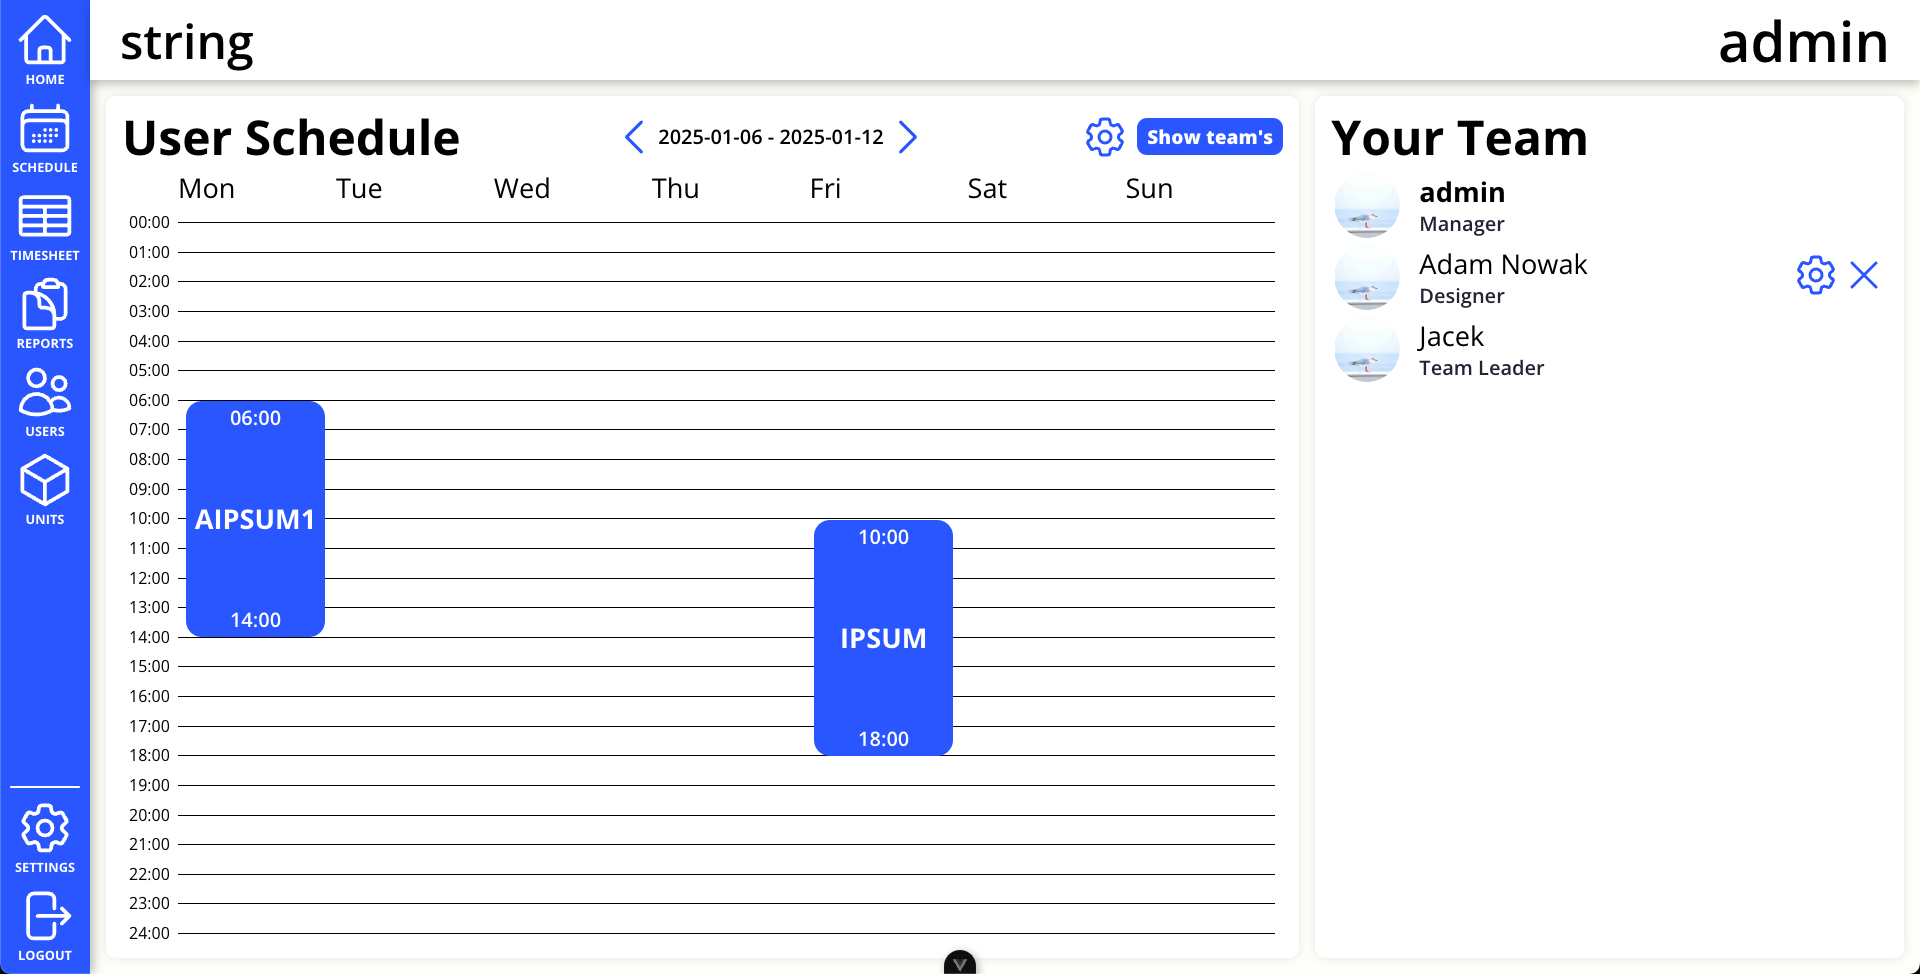 string
admin
HOME
SCHEDULE
TIMESHEET
REPORTS
USERS
UNITS
SETTINGS
LOGOUT
User Schedule
2025-01-06 - 2025-01-12
Show team's
Mon Tue Wed Thu Fri Sat Sun
00:00
01:00
02:00
03:00
04:00
05:00
06:00
07:00
08:00
09:00
10:00
11:00
12:00
13:00
14:00
15:00
16:00
17:00
18:00
19:00
20:00
21:00
22:00
23:00
24:00
06:00
AIPSUM1
14:00
10:00
IPSUM
18:00
Your Team
admin
Manager
Adam Nowak
Designer
Jacek
Team Leader